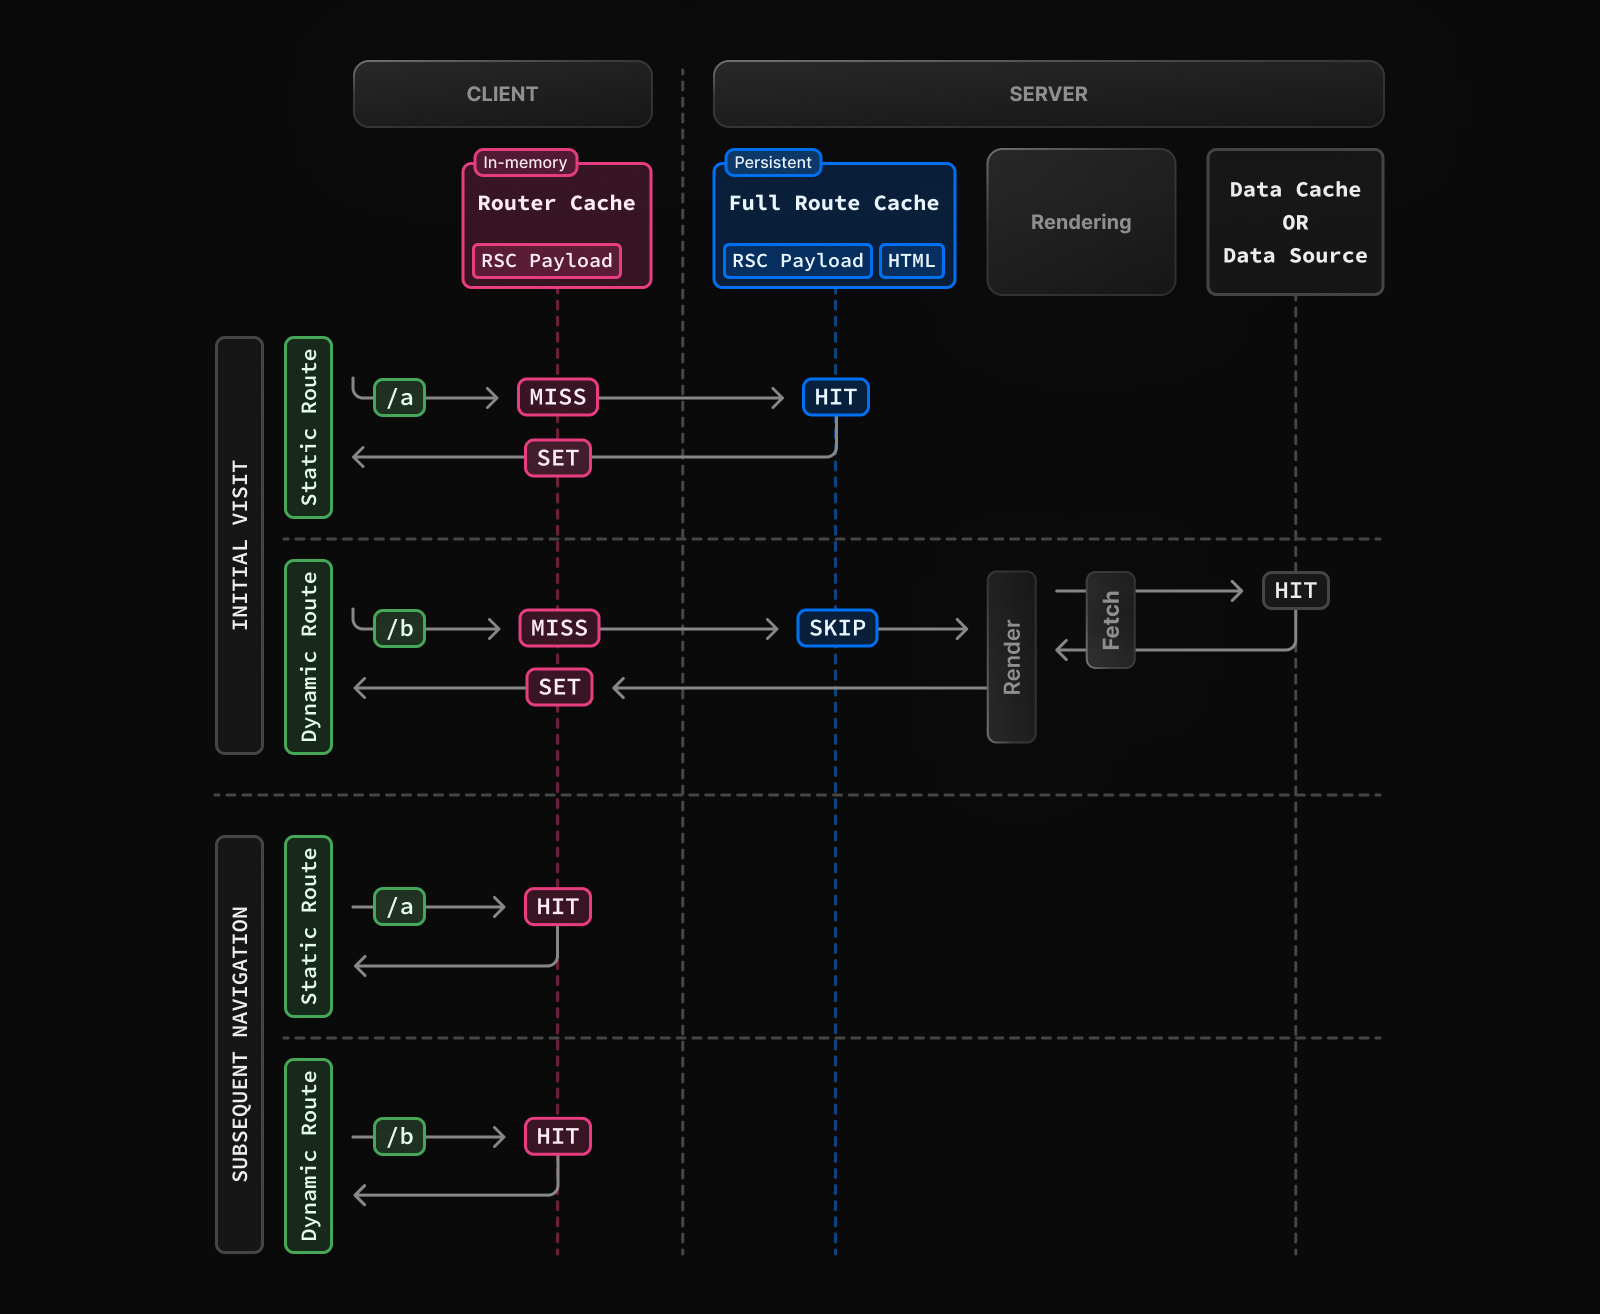 CLIENT
SERVER
In-memory
Router Cache
RSC Payload
Persistent
Full Route Cache
RSC Payload
HTML
Rendering
Data Cache
OR
Data Source
INITIAL VISIT
Static Route
/a
MISS
HIT
SET
Dynamic Route
/b
MISS
SKIP
Render
Fetch
HIT
SET
SUBSEQUENT NAVIGATION
Static Route
/a
HIT
Dynamic Route
/b
HIT